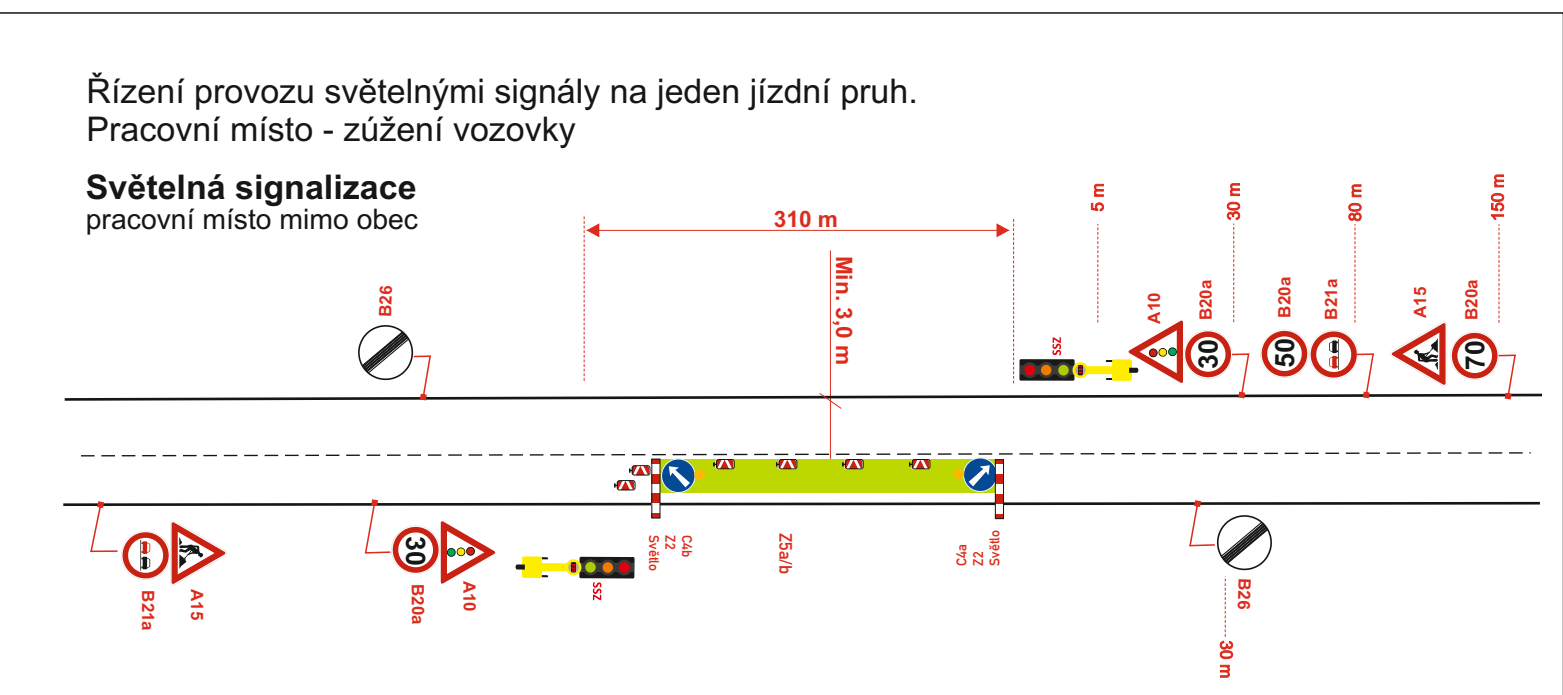 Řízení provozu světelnými signály na jeden jízdní pruh.
Pracovní místo - zúžení vozovky
Světelná signalizace
pracovní místo mimo obec
310 m
Min. 3,0 m
5 m
30 m
80 m
150 m
B26
SSZ
A10
B20a
B20a
B21a
A15
B20a
30
50
70
B21a
A15
30
B20a
A10
SSZ
Světlo
Z2
C4b
Z5a/b
C4a
Z2
Světlo
B26
30 m